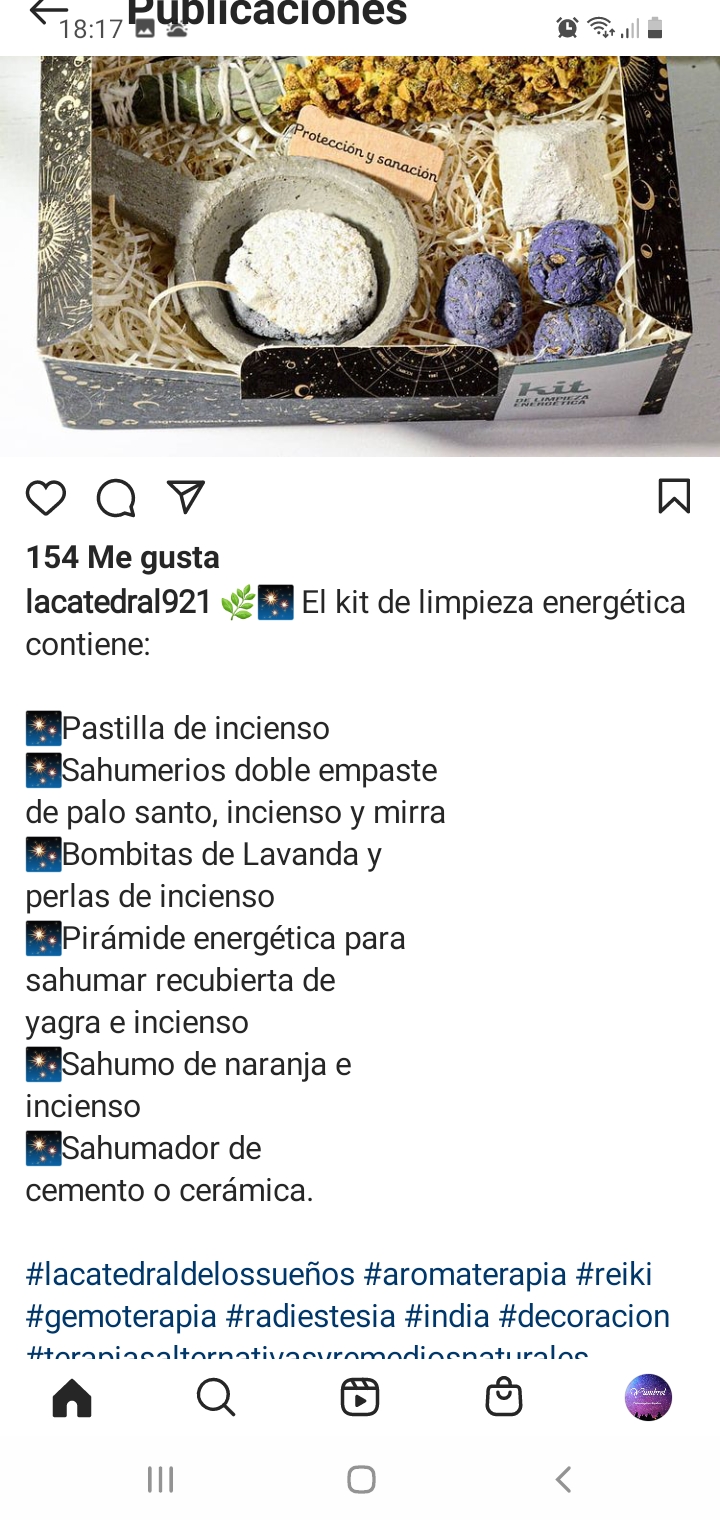 Publicaciones
18:17
Protección y sanación
kit
DE LIMPIEZA
ENERGÉTICA
sagradamadre.com
154 Me gusta
lacatedral921 🌿🎇 El kit de limpieza energética
contiene:
🎇Pastilla de incienso
🎇Sahumerios doble empaste
de palo santo, incienso y mirra
🎇Bombitas de Lavanda y
perlas de incienso
🎇Pirámide energética para
sahumar recubierta de
yagra e incienso
🎇Sahumo de naranja e
incienso
🎇Sahumador de
cemento o cerámica.
#lacatedraldelossueños #aromaterapia #reiki
#gemoterapia #radiestesia #india #decoracion
#terapiasalternativasyremediosnaturales